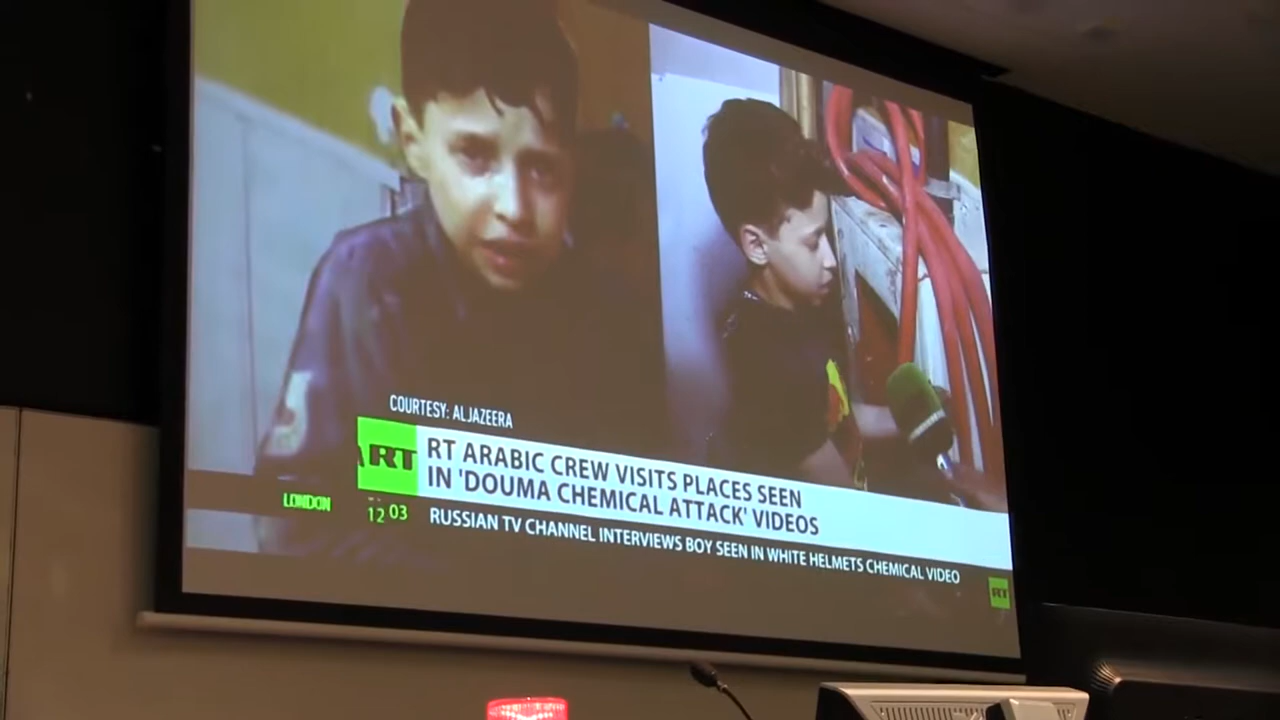 COURTESY: ALJAZEERA
RT
RT ARABIC CREW VISITS PLACES SEEN
IN 'DOUMA CHEMICAL ATTACK' VIDEOS
LONDON
12 03
RUSSIAN TV CHANNEL INTERVIEWS BOY SEEN IN WHITE HELMETS CHEMICAL VIDEO
RT